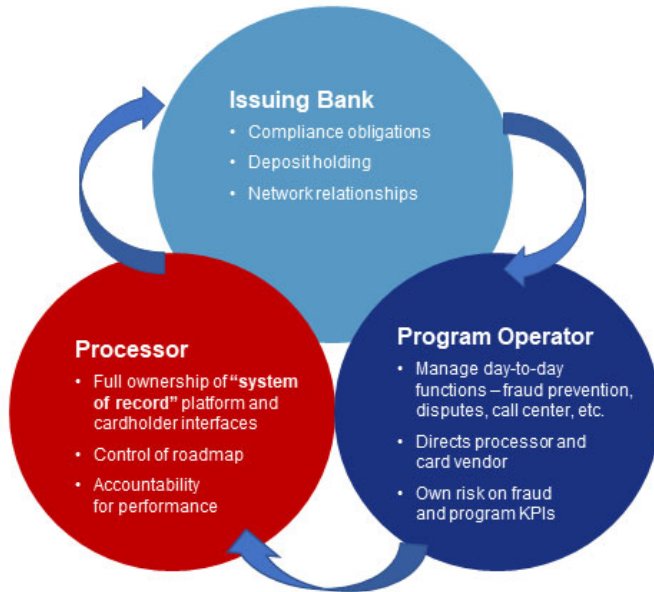 Issuing Bank
• Compliance obligations
• Deposit holding
• Network relationships
Processor
• Full ownership of “system
of record” platform and
cardholder interfaces
• Control of roadmap
• Accountability
for performance
Program Operator
• Manage day-to-day
functions – fraud prevention,
disputes, call center, etc.
• Directs processor and
card vendor
• Own risk on fraud
and program KPIs